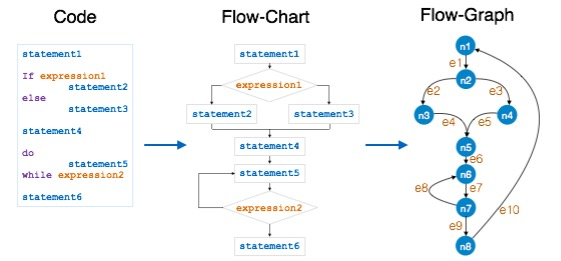 Code
statement1
If expression1
statement2
else
statement3
statement4
do
statement5
while expression2
statement6
Flow-Chart
statement1
expression1
statement2 statement3
statement4
statement5
expression2
statement6
Flow-Graph
n1
e1
n2
e2 e3
n3 n4
e4 e5
n5
e6
n6
e8 e7
n7
e9 e10
n8